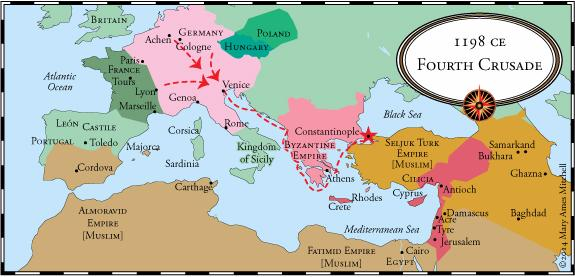 1198 CE
FOURTH CRUSADE
BRITAIN
GERMANY
Achen
Cologne
POLAND
HUNGARY
Paris
FRANCE
Tours
Lyon
Marseille
Atlantic
Ocean
Venice
Genoa
Black Sea
Rome
Constantinople
LEÓN CASTILE
PORTUGAL
Toledo
Corsica
Majorca
Sardinia
Kingdom
of Sicily
BYZANTINE
EMPIRE
SELJUK TURK
EMPIRE
[MUSLIM]
Samarkand
Bukhara
Cordova
Carthage
Athens
Rhodes
Crete
CILICIA
Antioch
Cyprus
Ghazna
ALMORAVID
EMPIRE
[MUSLIM]
Mediterranean Sea
Damascus
Acre
Tyre
Jerusalem
Baghdad
FATIMID EMPIRE
[MUSLIM]
Cairo
EGYPT
©2014 Mary Ames Mitchell